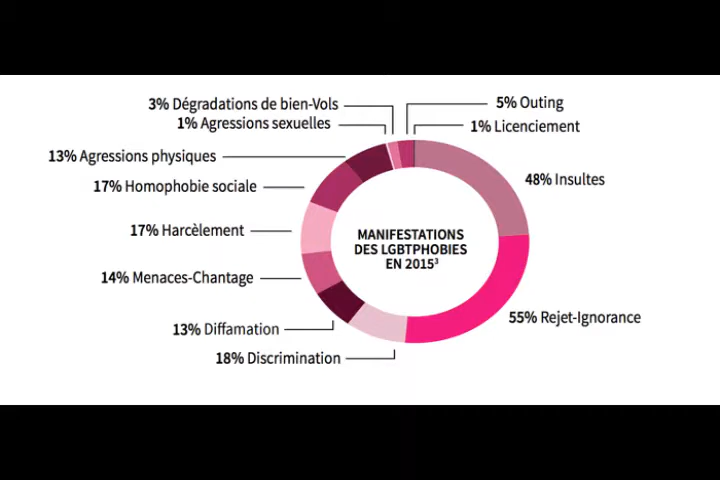 3% Dégradations de bien-Vols
5% Outing
1% Agressions sexuelles
1% Licenciement
13% Agressions physiques
48% Insultes
17% Homophobie sociale
17% Harcèlement
MANIFESTATIONS
DES LGBTPHOBIES
EN 2015³
14% Menaces-Chantage
55% Rejet-Ignorance
13% Diffamation
18% Discrimination